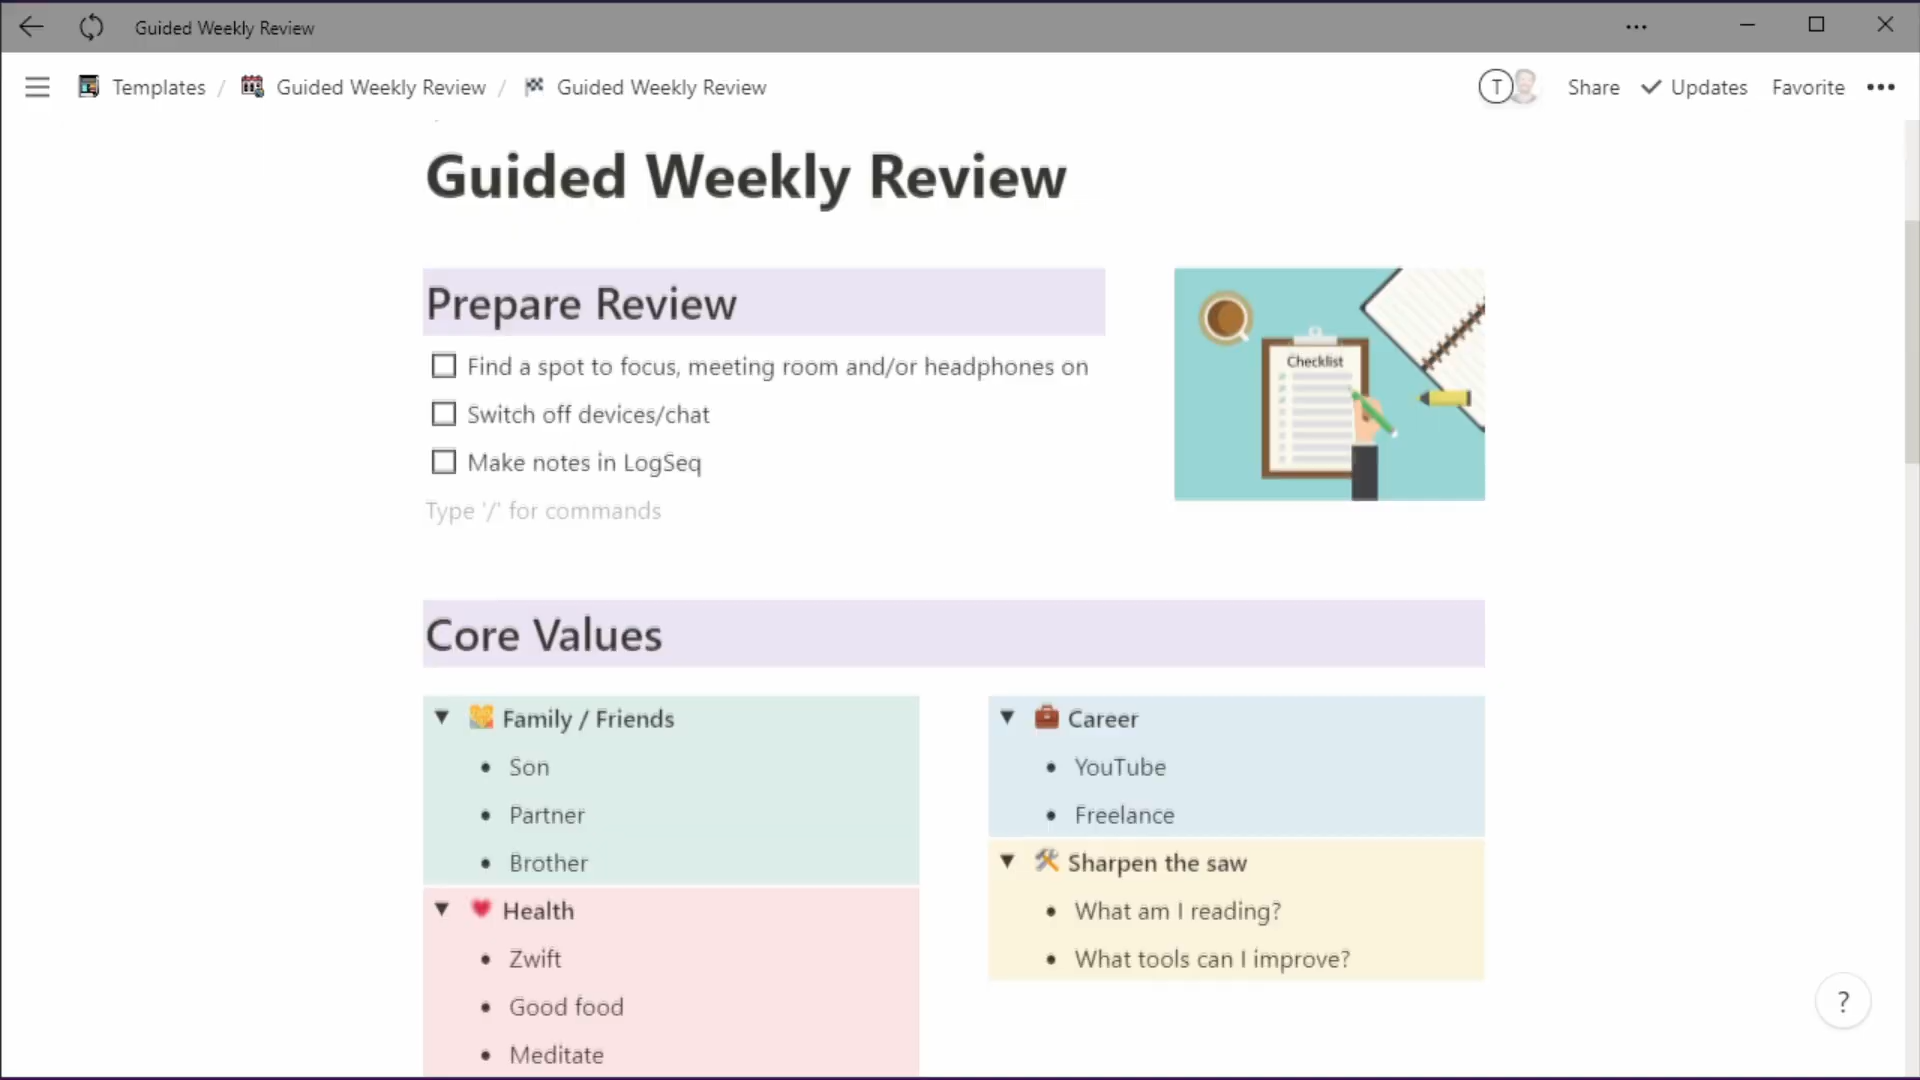 Guided Weekly Review
Templates / Guided Weekly Review / Guided Weekly Review
T Share Updates Favorite
Guided Weekly Review
Prepare Review
Find a spot to focus, meeting room and/or headphones on
Switch off devices/chat
Make notes in LogSeq
Type '/' for commands
Checklist
Core Values
Family / Friends
Son
Partner
Brother
Health
Zwift
Good food
Meditate
Career
YouTube
Freelance
Sharpen the saw
What am I reading?
What tools can I improve?
?